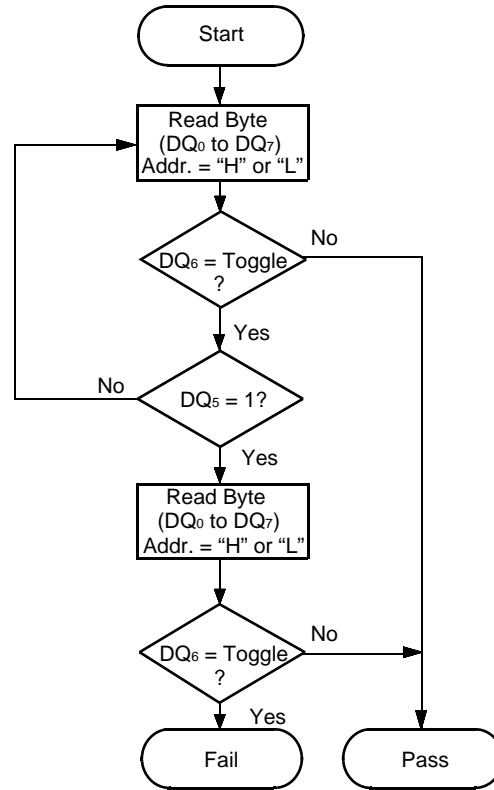 Start
Read Byte
(DQ0 to DQ7)
Addr. = “H” or “L”
No
DQ6 = Toggle
?
Yes
No
DQ5 = 1?
Yes
Read Byte
(DQ0 to DQ7)
Addr. = “H” or “L”
No
DQ6 = Toggle
?
Yes
Fail
Pass